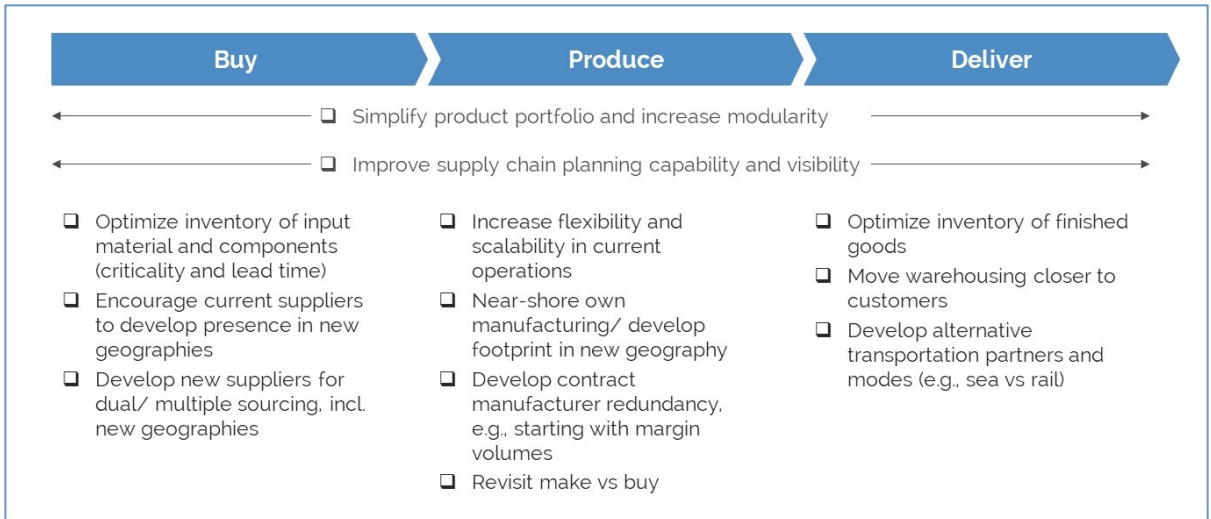 Buy
Produce
Deliver
❑ Simplify product portfolio and increase modularity
❑ Improve supply chain planning capability and visibility
❑ Optimize inventory of input
material and components
(criticality and lead time)
❑ Encourage current suppliers
to develop presence in new
geographies
❑ Develop new suppliers for
dual/ multiple sourcing, incl.
new geographies
❑ Increase flexibility and
scalability in current
operations
❑ Near-shore own
manufacturing/ develop
footprint in new geography
❑ Develop contract
manufacturer redundancy,
e.g., starting with margin
volumes
❑ Revisit make vs buy
❑ Optimize inventory of finished
goods
❑ Move warehousing closer to
customers
❑ Develop alternative
transportation partners and
modes (e.g., sea vs rail)